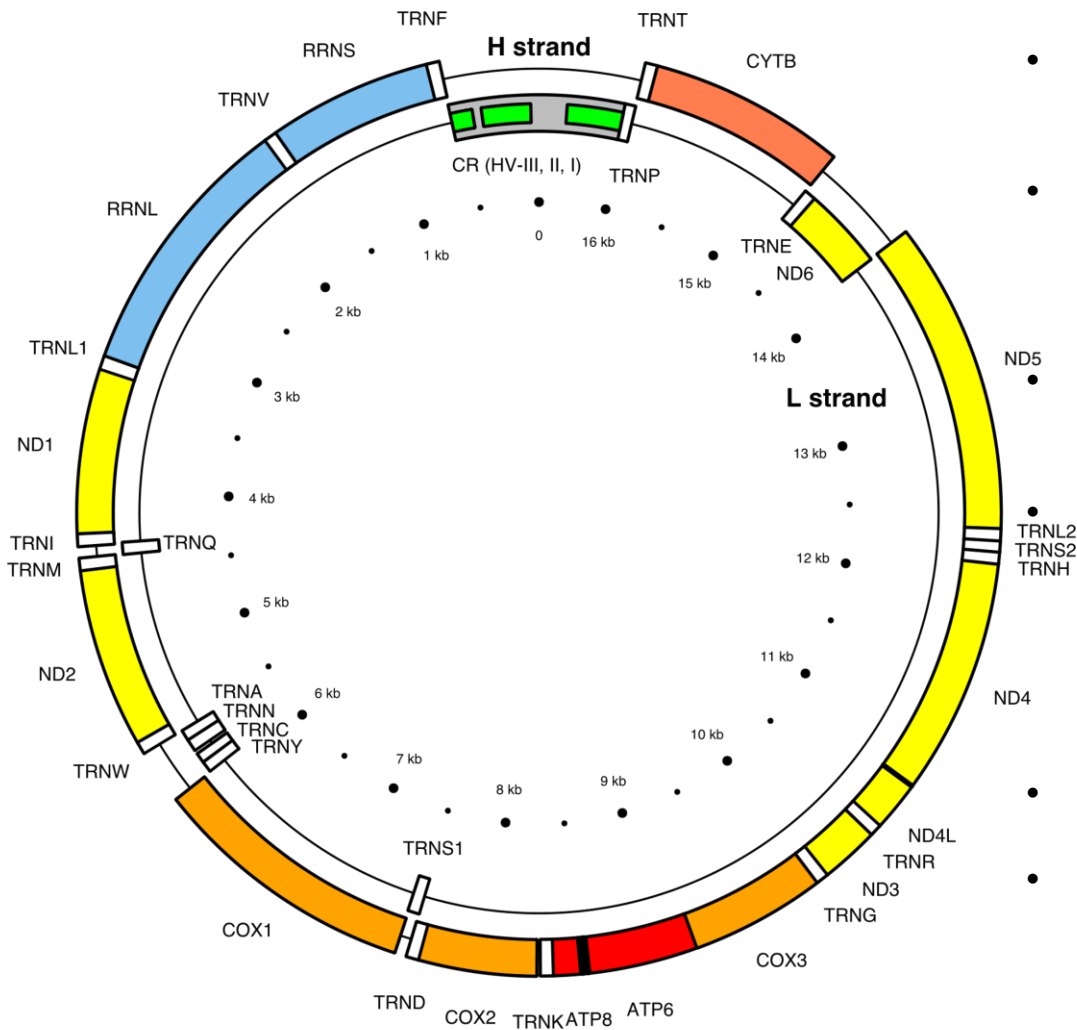 TRNF
TRNT
RRNS
H strand
CYTB
TRNV
CR (HV-III, II, I)
TRNP
RRNL
TRNE
ND6
0
16 kb
1 kb
15 kb
2 kb
14 kb
TRNL1
ND5
3 kb
L strand
ND1
13 kb
4 kb
TRNI
TRNQ
TRNL2
TRNS2
TRNM
TRNH
12 kb
5 kb
ND2
11 kb
TRNA
6 kb
ND4
TRNN
TRNC
TRNY
10 kb
TRNW
7 kb
9 kb
8 kb
ND4L
TRNS1
TRNR
ND3
TRNG
COX1
COX3
TRND
COX2
TRNK
ATP8
ATP6